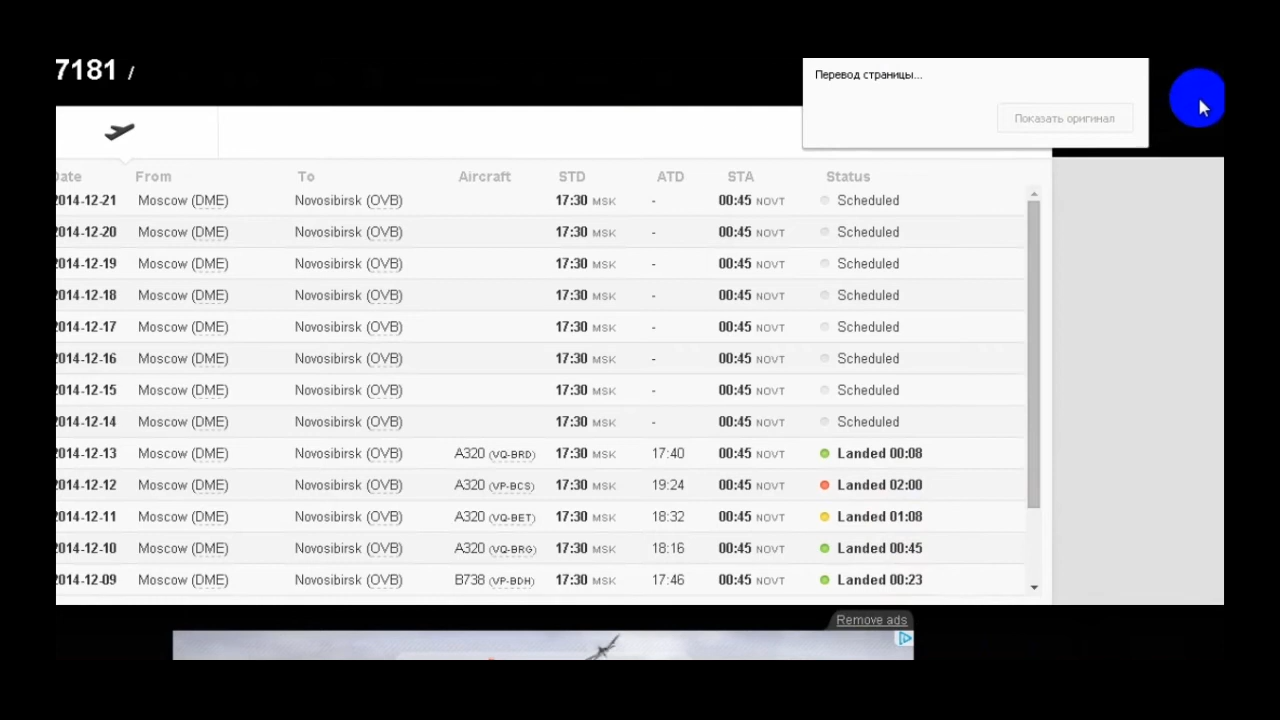 7181 /
Перевод страницы...
Показать оригинал
Date From To Aircraft STD ATD STA Status
2014-12-21 Moscow (DME) Novosibirsk (OVB) 17:30 MSK - 00:45 NOVT Scheduled
2014-12-20 Moscow (DME) Novosibirsk (OVB) 17:30 MSK - 00:45 NOVT Scheduled
2014-12-19 Moscow (DME) Novosibirsk (OVB) 17:30 MSK - 00:45 NOVT Scheduled
2014-12-18 Moscow (DME) Novosibirsk (OVB) 17:30 MSK - 00:45 NOVT Scheduled
2014-12-17 Moscow (DME) Novosibirsk (OVB) 17:30 MSK - 00:45 NOVT Scheduled
2014-12-16 Moscow (DME) Novosibirsk (OVB) 17:30 MSK - 00:45 NOVT Scheduled
2014-12-15 Moscow (DME) Novosibirsk (OVB) 17:30 MSK - 00:45 NOVT Scheduled
2014-12-14 Moscow (DME) Novosibirsk (OVB) 17:30 MSK - 00:45 NOVT Scheduled
2014-12-13 Moscow (DME) Novosibirsk (OVB) A320 (VQ-BRD) 17:30 MSK 17:40 00:45 NOVT Landed 00:08
2014-12-12 Moscow (DME) Novosibirsk (OVB) A320 (VP-BCS) 17:30 MSK 19:24 00:45 NOVT Landed 02:00
2014-12-11 Moscow (DME) Novosibirsk (OVB) A320 (VQ-BET) 17:30 MSK 18:32 00:45 NOVT Landed 01:08
2014-12-10 Moscow (DME) Novosibirsk (OVB) A320 (VQ-BRG) 17:30 MSK 18:16 00:45 NOVT Landed 00:45
2014-12-09 Moscow (DME) Novosibirsk (OVB) B738 (VP-BDH) 17:30 MSK 17:46 00:45 NOVT Landed 00:23
Remove ads